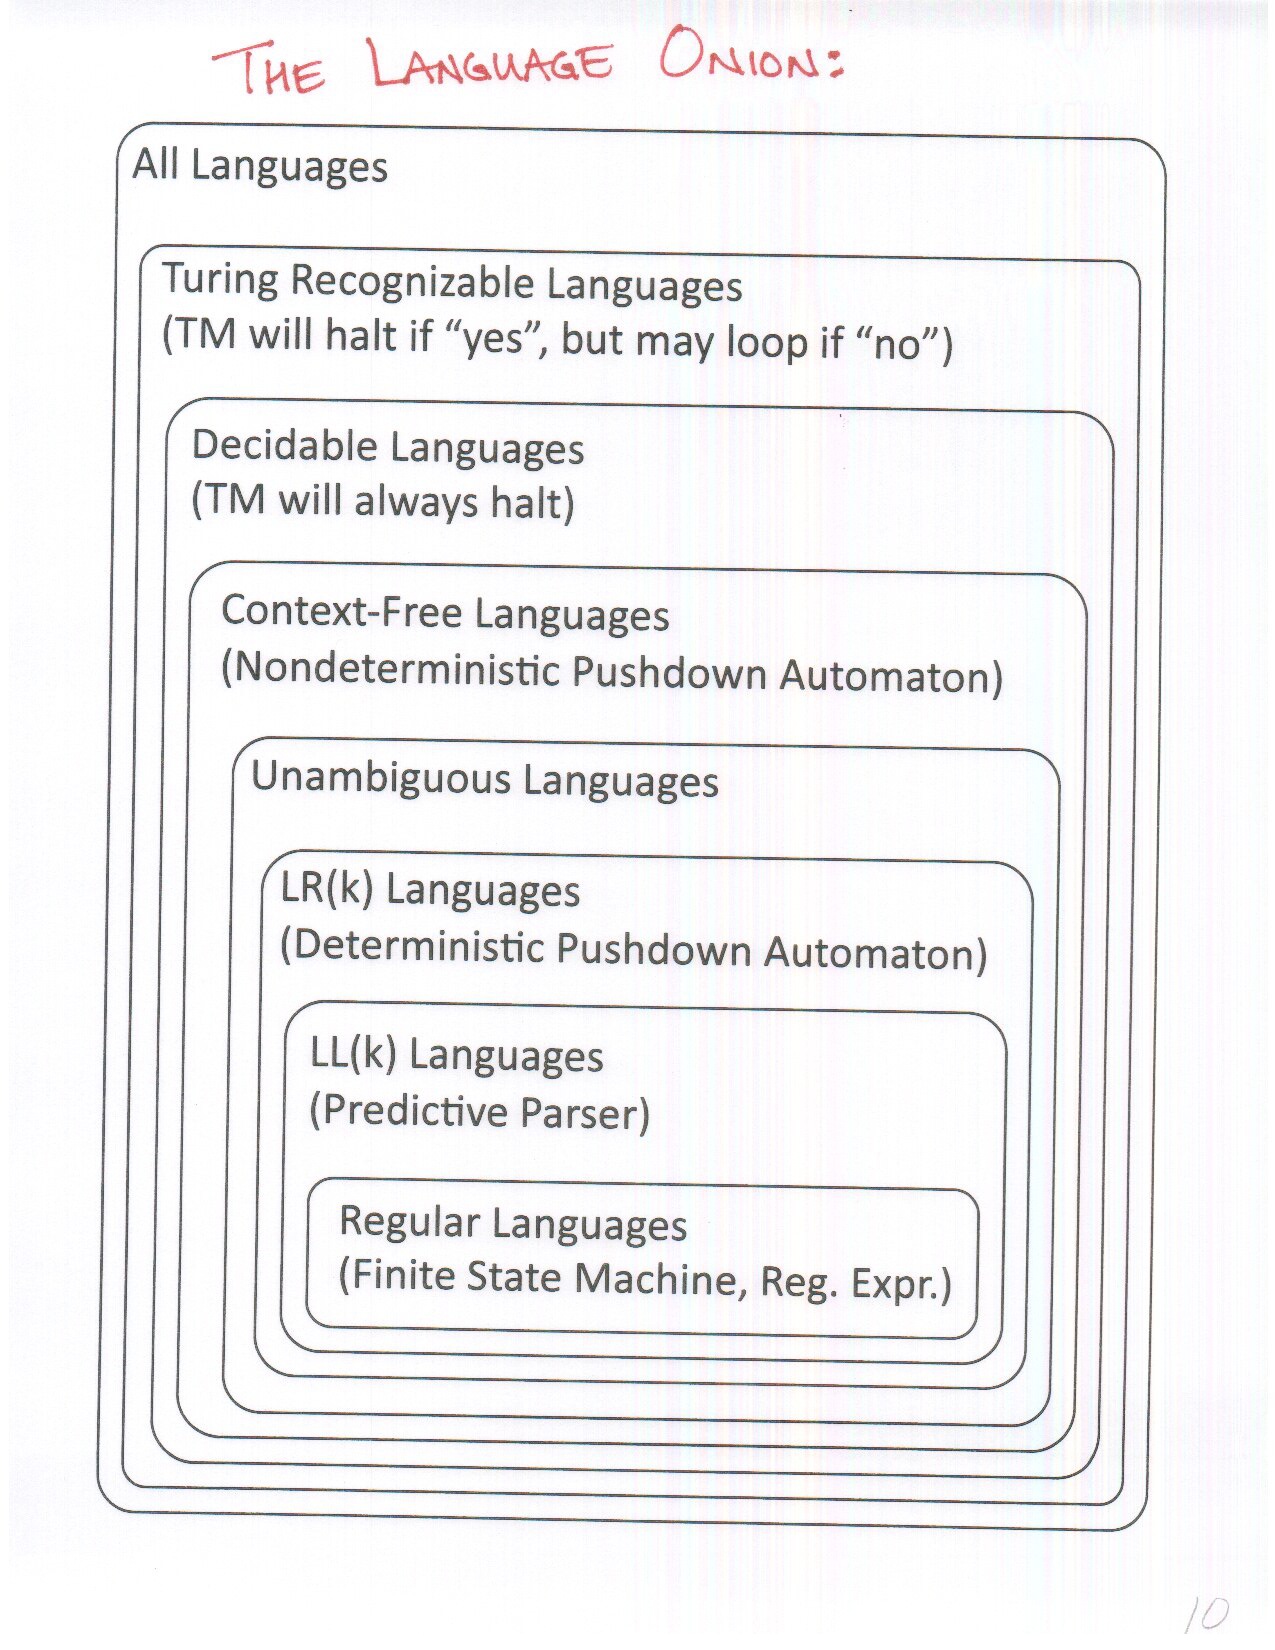 THE LANGUAGE ONION:
All Languages
Turing Recognizable Languages
(TM will halt if “yes”, but may loop if “no”)
Decidable Languages
(TM will always halt)
Context-Free Languages
(Nondeterministic Pushdown Automaton)
Unambiguous Languages
LR(k) Languages
(Deterministic Pushdown Automaton)
LL(k) Languages
(Predictive Parser)
Regular Languages
(Finite State Machine, Reg. Expr.)
10